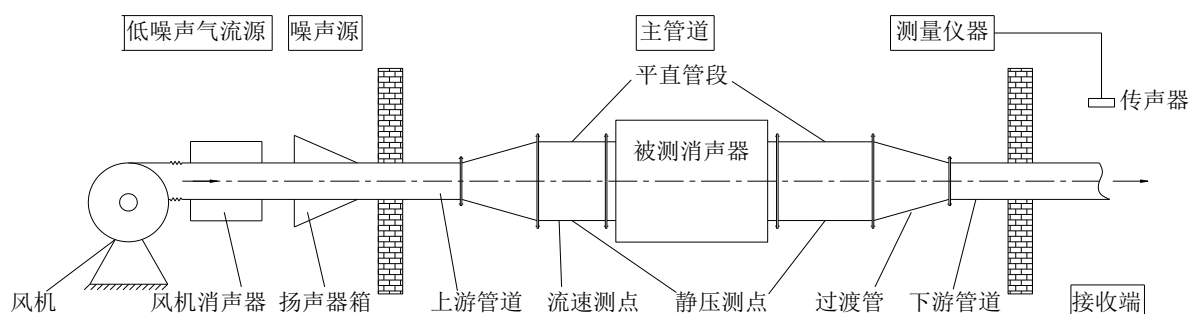 低噪声气流源
噪声源
主管道
测量仪器
平直管段
传声器
被测消声器
风机
风机消声器
扬声器箱
上游管道
流速测点
静压测点
过渡管
下游管道
接收端